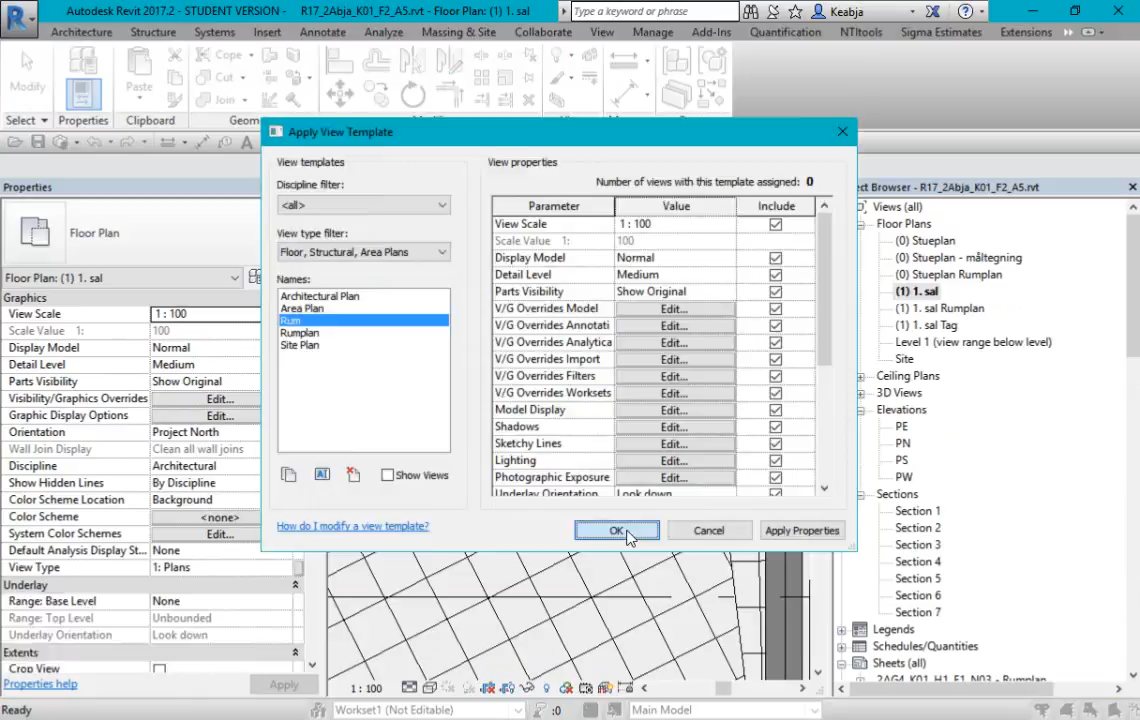 Autodesk Revit 2017.2 - STUDENT VERSION - R17_2Abja_K01_F2_A5.rvt - Floor Plan: (1) 1. sal
Type a keyword or phrase
Keabja
Architecture Structure Systems Insert Annotate Analyze Massing & Site Collaborate View Manage Add-Ins Quantification NTItools Sigma Estimates Extensions
Modify
Paste
Cope
Cut
Join
Select Properties Clipboard Geom
Properties
Floor Plan
Floor Plan: (1) 1. sal
Graphics
View Scale 1 : 100
Scale Value 1: 100
Display Model Normal
Detail Level Medium
Parts Visibility Show Original
Visibility/Graphics Overrides Edit...
Graphic Display Options Edit...
Orientation Project North
Wall Join Display Clean all wall joins
Discipline Architectural
Show Hidden Lines By Discipline
Color Scheme Location Background
Color Scheme <none>
System Color Schemes Edit...
Default Analysis Display St... None
View Type 1: Plans
Underlay
Range: Base Level None
Range: Top Level Unbounded
Underlay Orientation Look down
Extents
Crop View
Properties help
Apply
Apply View Template
View templates
Discipline filter:
<all>
View type filter:
Floor, Structural, Area Plans
Names:
Architectural Plan
Area Plan
Rum
Rumplan
Site Plan
Show Views
How do I modify a view template?
View properties
Number of views with this template assigned: 0
Parameter Value Include
View Scale 1 : 100
Scale Value 1: 100
Display Model Normal
Detail Level Medium
Parts Visibility Show Original
V/G Overrides Model Edit...
V/G Overrides Annotati Edit...
V/G Overrides Analytica Edit...
V/G Overrides Import Edit...
V/G Overrides Filters Edit...
V/G Overrides Worksets Edit...
Model Display Edit...
Shadows Edit...
Sketchy Lines Edit...
Lighting Edit...
Photographic Exposure Edit...
Underlay Orientation Look down
OK Cancel Apply Properties
ect Browser - R17_2Abja_K01_F2_A5.rvt
Views (all)
Floor Plans
(0) Stueplan
(0) Stueplan - måltegning
(0) Stueplan Rumplan
(1) 1. sal
(1) 1. sal Rumplan
(1) 1. sal Tag
Level 1 (view range below level)
Site
Ceiling Plans
3D Views
Elevations
PE
PN
PS
PW
Sections
Section 1
Section 2
Section 3
Section 4
Section 5
Section 6
Section 7
Legends
Schedules/Quantities
Sheets (all)
2AG4_K01_H1_F1_N03 - Rumplan
1 : 100
Ready
Workset1 (Not Editable)
:0
Main Model